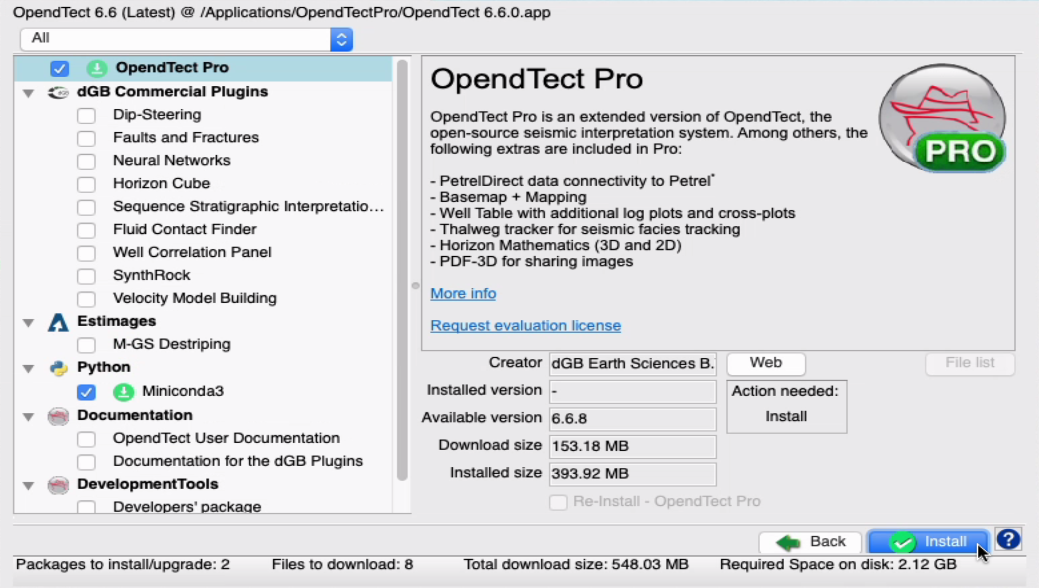 OpendTect 6.6 (Latest) @ /Applications/OpendTectPro/OpendTect 6.6.0.app
All
OpendTect Pro
dGB Commercial Plugins
Dip-Steering
Faults and Fractures
Neural Networks
Horizon Cube
Sequence Stratigraphic Interpretatio...
Fluid Contact Finder
Well Correlation Panel
SynthRock
Velocity Model Building
Estimages
M-GS Destriping
Python
Miniconda3
Documentation
OpendTect User Documentation
Documentation for the dGB Plugins
DevelopmentTools
Developers' package
OpendTect Pro
OpendTect Pro is an extended version of OpendTect, the
open-source seismic interpretation system. Among others, the
following extras are included in Pro:
- PetrelDirect data connectivity to Petrel*
- Basemap + Mapping
- Well Table with additional log plots and cross-plots
- Thalweg tracker for seismic facies tracking
- Horizon Mathematics (3D and 2D)
- PDF-3D for sharing images
More info
Request evaluation license
PRO
Creator dGB Earth Sciences B. Web File list
Installed version - Action needed:
Install
Available version 6.6.8
Download size 153.18 MB
Installed size 393.92 MB
Re-Install - OpendTect Pro
Back Install ?
Packages to install/upgrade: 2 Files to download: 8 Total download size: 548.03 MB Required Space on disk: 2.12 GB